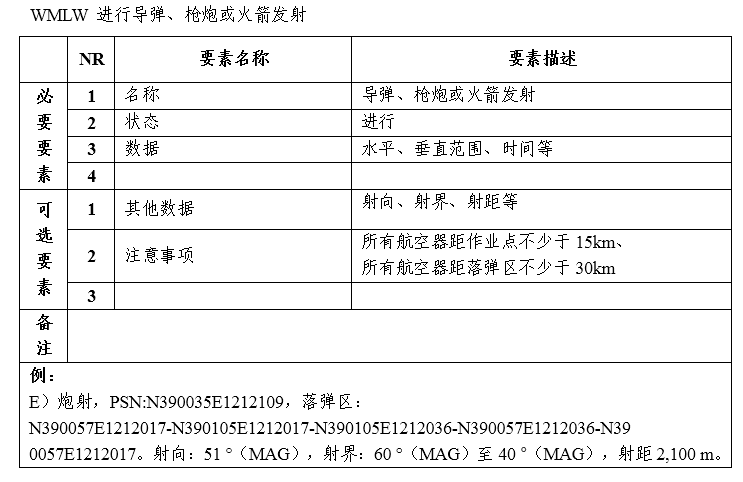 WMLW 进行导弹、枪炮或火箭发射
NR 要素名称 要素描述
必要要素
1 名称 导弹、枪炮或火箭发射
2 状态 进行
3 数据 水平、垂直范围、时间等
4
可选要素
1 其他数据 射向、射界、射距等
2 注意事项 所有航空器距作业点不少于 15km、
所有航空器距落弹区不少于 30km
3
备注
例：
E）炮射，PSN:N390035E1212109，落弹区：
N390057E1212017-N390105E1212017-N390105E1212036-N390057E1212036-N39
0057E1212017。射向：51 °（MAG），射界：60 °（MAG）至 40 °（MAG），射距 2,100 m。